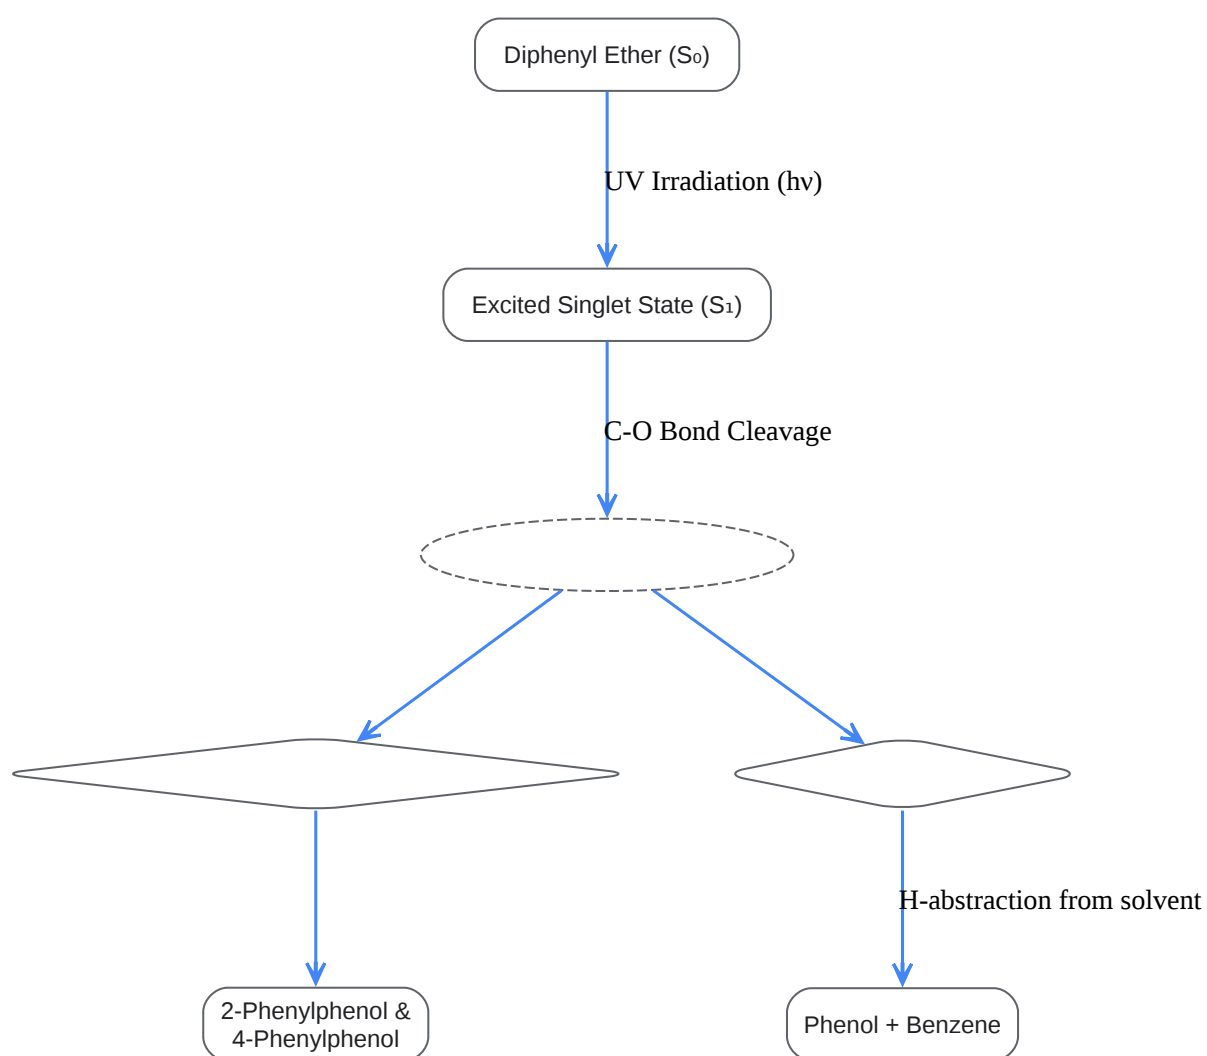 Diphenyl Ether (S₀)
UV Irradiation (hν)
Excited Singlet State (S₁)
C-O Bond Cleavage
H-abstraction from solvent
2-Phenylphenol &
4-Phenylphenol
Phenol + Benzene